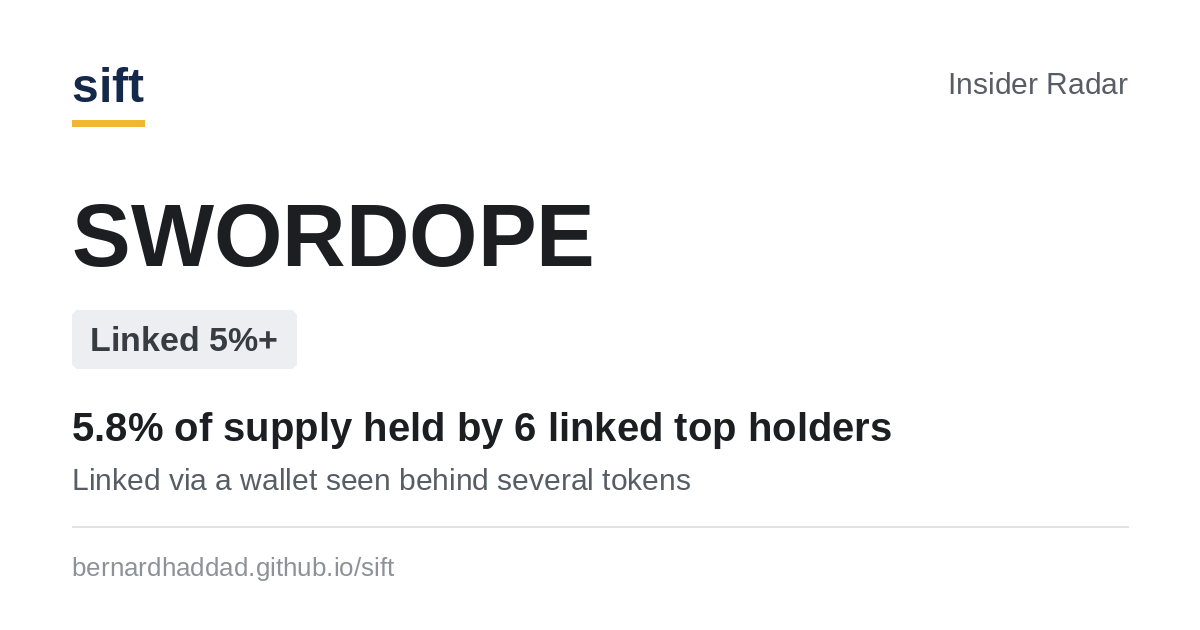 sift
Insider Radar
SWORDOPE
Linked 5%+
5.8% of supply held by 6 linked top holders
Linked via a wallet seen behind several tokens
bernardhaddad.github.io/sift